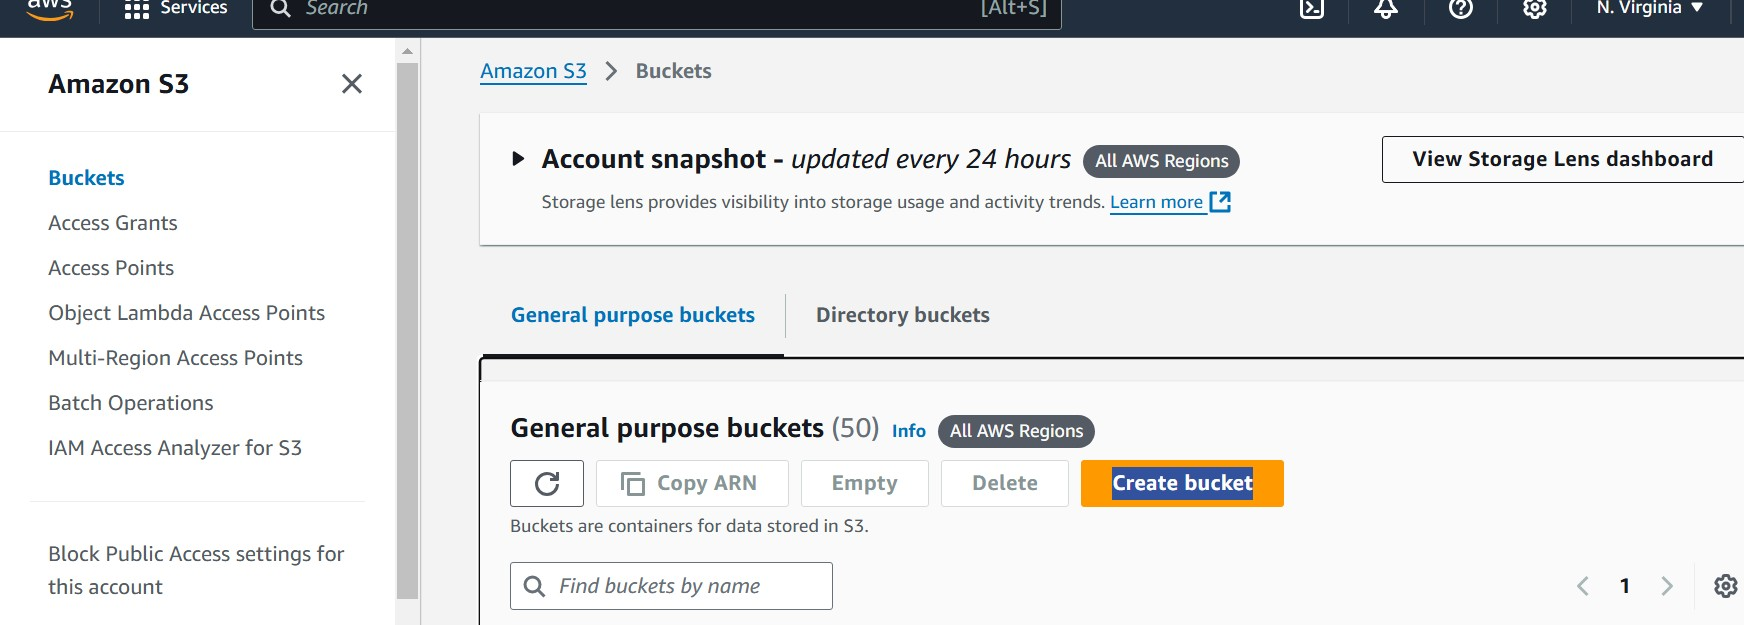 aws
Services
Search
[Alt+S]
N. Virginia
Amazon S3
Buckets
Access Grants
Access Points
Object Lambda Access Points
Multi-Region Access Points
Batch Operations
IAM Access Analyzer for S3
Block Public Access settings for
this account
Amazon S3 > Buckets
Account snapshot - updated every 24 hours All AWS Regions
View Storage Lens dashboard
Storage lens provides visibility into storage usage and activity trends. Learn more
General purpose buckets
Directory buckets
General purpose buckets (50) Info All AWS Regions
Copy ARN
Empty
Delete
Create bucket
Buckets are containers for data stored in S3.
Find buckets by name
1